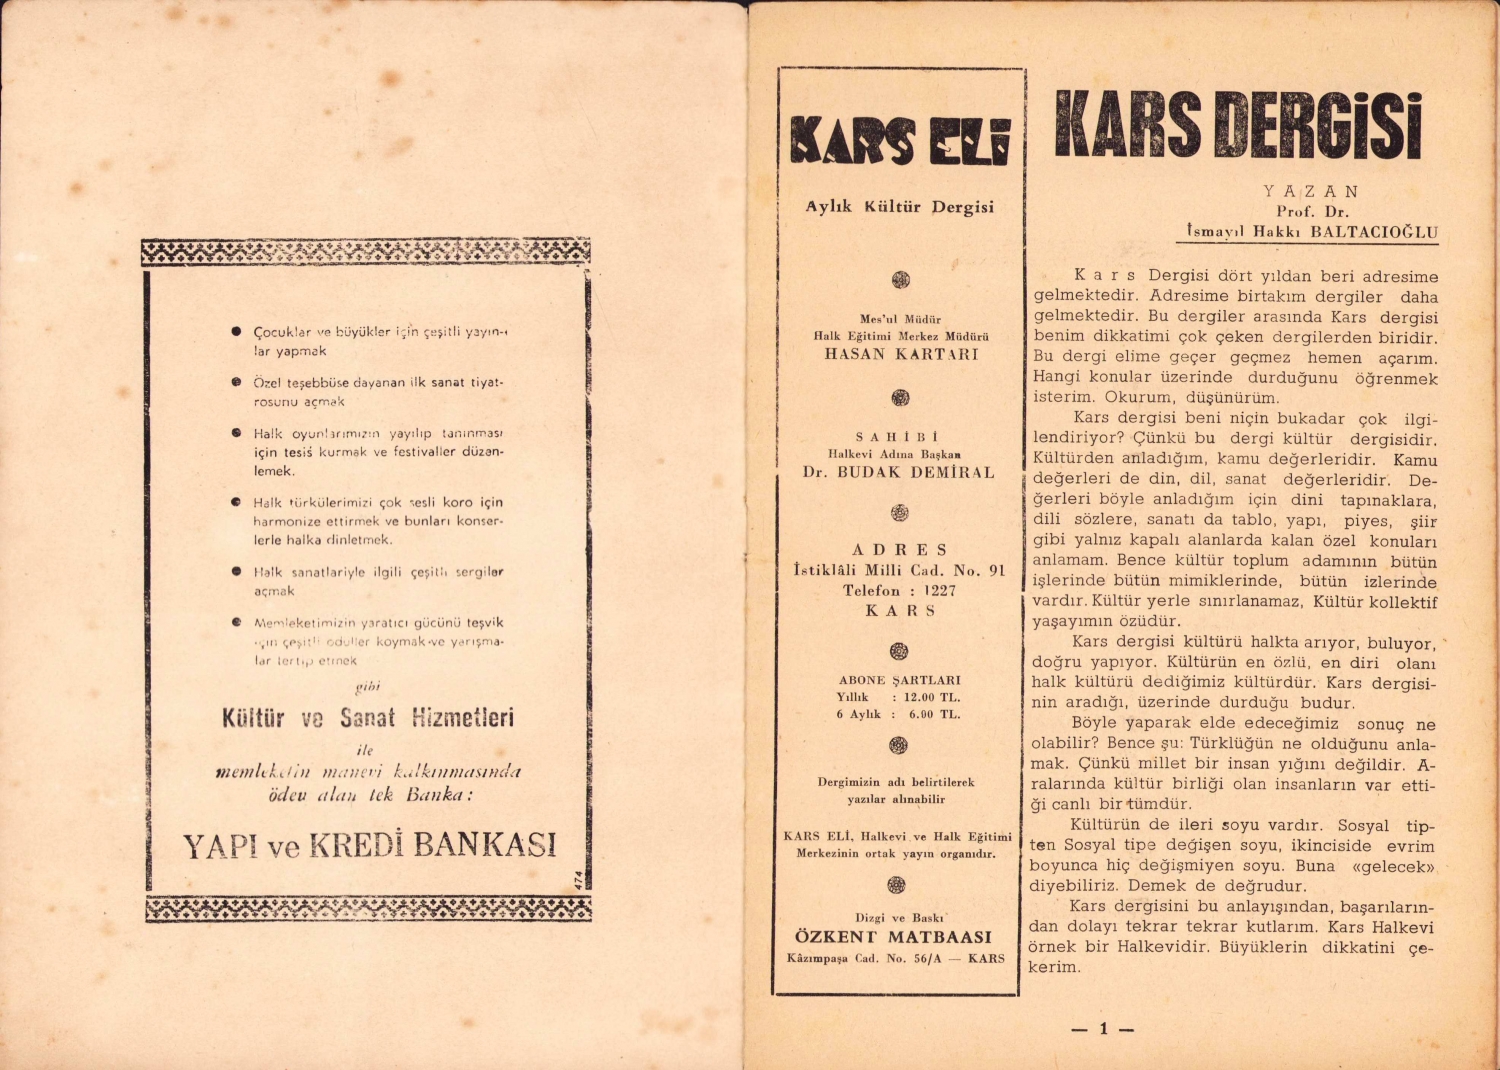 Çocuklar ve büyükler için çeşitli yayın-
lar yapmak
Özel teşebbüse dayanan ilk sanat tiyat-
rosunu açmak
Halk oyunlarımızın yayılıp tanınması
için tesis kurmak ve festivaller düzen-
lemek.
Halk türkülerimizi çok sesli koro için
harmonize ettirmek ve bunları konser-
lerle halka dinletmek.
Halk sanatlariyle ilgili çeşitli sergiler
açmak
Memleketimizin yaratıcı gücünü teşvik
için çeşitli ödüller koymak ve yarışma-
lar tertip etmek
gibi
Kültür ve Sanat Hizmetleri
ile
memleketin manevi kalkınmasında
ödev alan tek Banka:
YAPI ve KREDİ BANKASI
474
KARS ELİ
Aylık Kültür Dergisi
Mes'ul Müdür
Halk Eğitimi Merkez Müdürü
HASAN KARTARI
SAHİBİ
Halkevi Adına Başkan
Dr. BUDAK DEMİRAL
ADRES
İstiklâli Milli Cad. No. 91
Telefon : 1227
KARS
ABONE ŞARTLARI
Yıllık : 12.00 TL.
6 Aylık : 6.00 TL.
Dergimizin adı belirtilerek
yazılar alınabilir
KARS ELİ, Halkevi ve Halk Eğitimi
Merkezinin ortak yayın organıdır.
Dizgi ve Baskı
ÖZKENT MATBAASI
Kâzımpaşa Cad. No. 56/A — KARS
KARS DERGİSİ
YAZAN
Prof. Dr.
İsmayıl Hakkı BALTACIOĞLU
Kars Dergisi dört yıldan beri adresime
gelmektedir. Adresime birtakım dergiler daha
gelmektedir. Bu dergiler arasında Kars dergisi
benim dikkatimi çok çeken dergilerden biridir.
Bu dergi elime geçer geçmez hemen açarım.
Hangi konular üzerinde durduğunu öğrenmek
isterim. Okurum, düşünürüm.
Kars dergisi beni niçin bukadar çok ilgi-
lendiriyor? Çünkü bu dergi kültür dergisidir.
Kültürden anladığım, kamu değerleridir. Kamu
değerleri de din, dil, sanat değerleridir. De-
ğerleri böyle anladığım için dini tapınaklara,
dili sözlere, sanatı da tablo, yapı, piyes, şiir
gibi yalnız kapalı alanlarda kalan özel konuları
anlamam. Bence kültür toplum adamının bütün
işlerinde bütün mimiklerinde, bütün izlerinde
vardır. Kültür yerle sınırlanamaz, Kültür kollektif
yaşayımın özüdür.
Kars dergisi kültürü halkta arıyor, buluyor,
doğru yapıyor. Kültürün en özlü, en diri olanı
halk kültürü dediğimiz kültürdür. Kars dergisi-
nin aradığı, üzerinde durduğu budur.
Böyle yaparak elde edeceğimiz sonuç ne
olabilir? Bence şu: Türklüğün ne olduğunu anla-
mak. Çünkü millet bir insan yığını değildir. A-
ralarında kültür birliği olan insanların var etti-
ği canlı bir tümdür.
Kültürün de ileri soyu vardır. Sosyal tip-
ten Sosyal tipe değişen soyu, ikinciside evrim
boyunca hiç değişmiyen soyu. Buna «gelecek»
diyebiliriz. Demek de değrudur.
Kars dergisini bu anlayışından, başarıların-
dan dolayı tekrar tekrar kutlarım. Kars Halkevi
örnek bir Halkevidir. Büyüklerin dikkatini çe-
kerim.
— 1 —